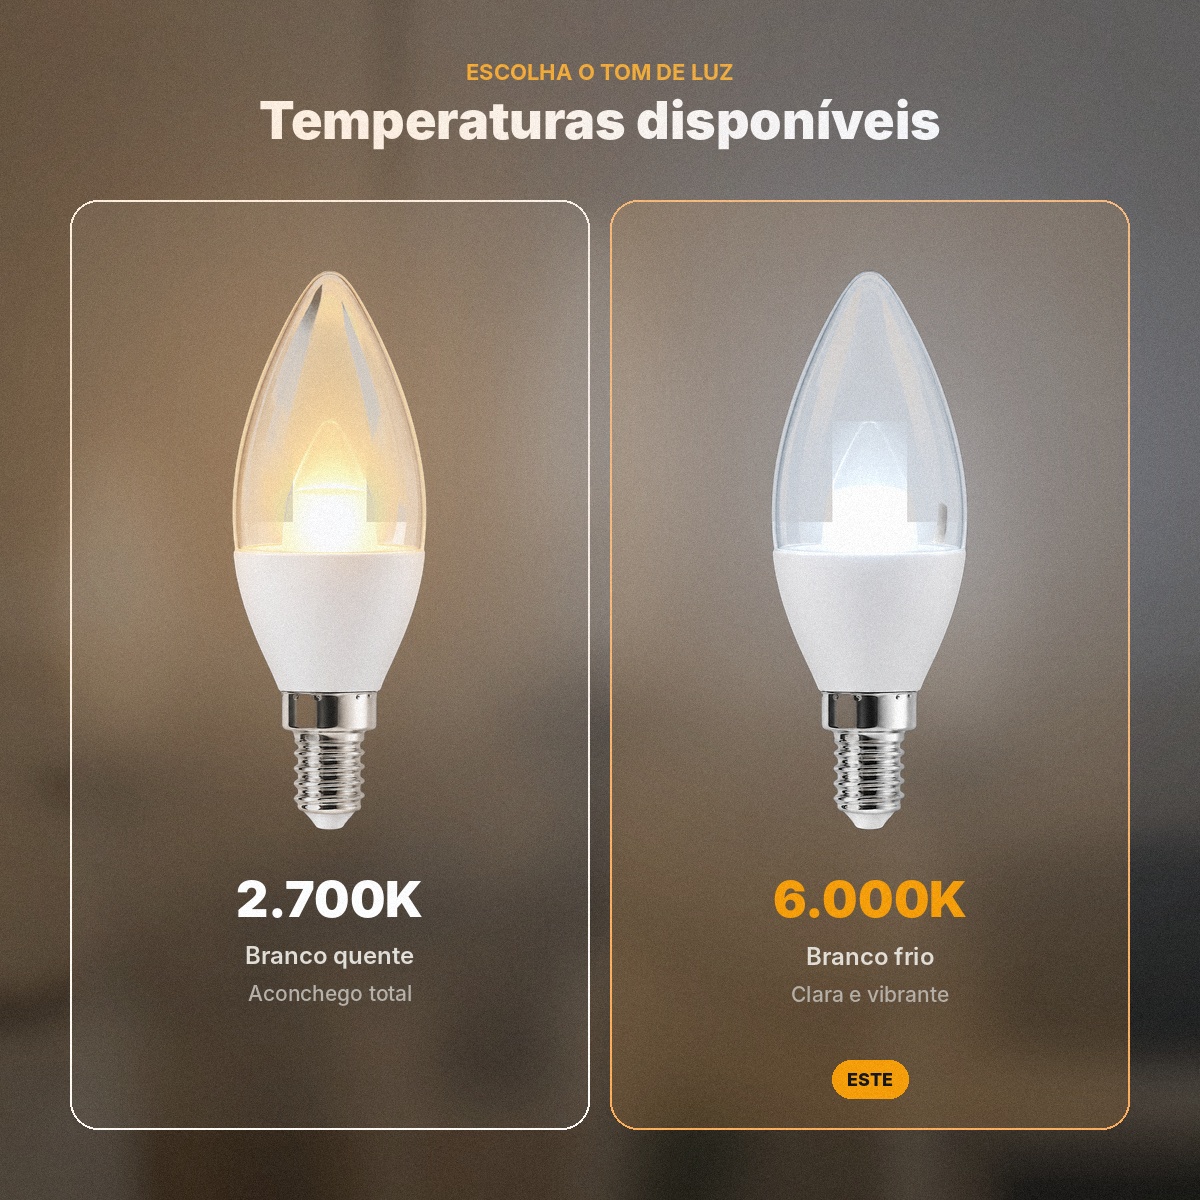 ESCOLHA O TOM DE LUZ
Temperaturas disponíveis
2.700K
Branco quente
Aconchego total
6.000K
Branco frio
Clara e vibrante
ESTE